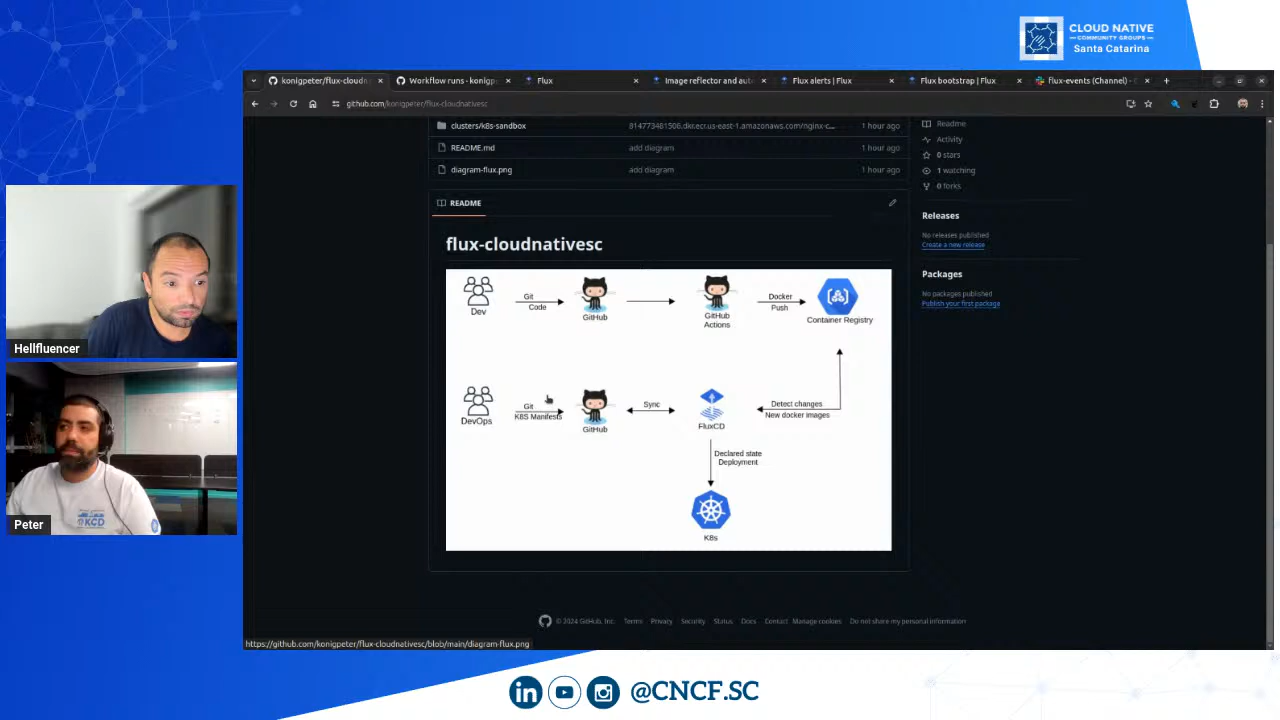 CLOUD NATIVE
COMMUNITY GROUPS
Santa Catarina
konigpeter/flux-cloudn
Workflow runs · konigp
Flux
Image reflector and aut
Flux alerts | Flux
Flux bootstrap | Flux
flux-events (Channel) -
github.com/konigpeter/flux-cloudnativesc
clusters/k8s-sandbox
1 hour ago
README.md
add diagram
1 hour ago
diagram-flux.png
add diagram
1 hour ago
Readme
Activity
0 stars
1 watching
0 forks
README
Releases
No releases published
Create a new release
Packages
No packages published
Publish your first package
flux-cloudnativesc
Dev
Git
Code
GitHub
GitHub
Actions
Docker
Push
Container Registry
DevOps
Git
K8S Manifests
GitHub
Sync
FluxCD
Detect changes
New docker images
Declared state
Deployment
K8s
© 2024 GitHub, Inc.
Terms
Privacy
Security
Status
Docs
Contact
Manage cookies
Do not share my personal information
https://github.com/konigpeter/flux-cloudnativesc/blob/main/diagram-flux.png
Hellfluencer
KCD
Peter
@CNCF.SC